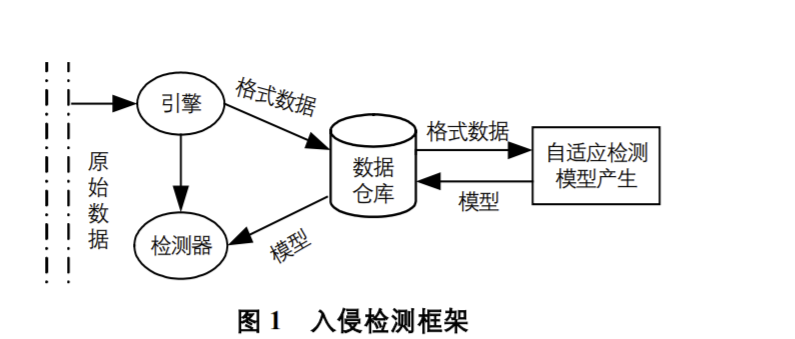 引擎
格式数据
原始数据
数据
仓库
格式数据
模型
自适应检测
模型产生
检测器
模型
图 1 入侵检测框架